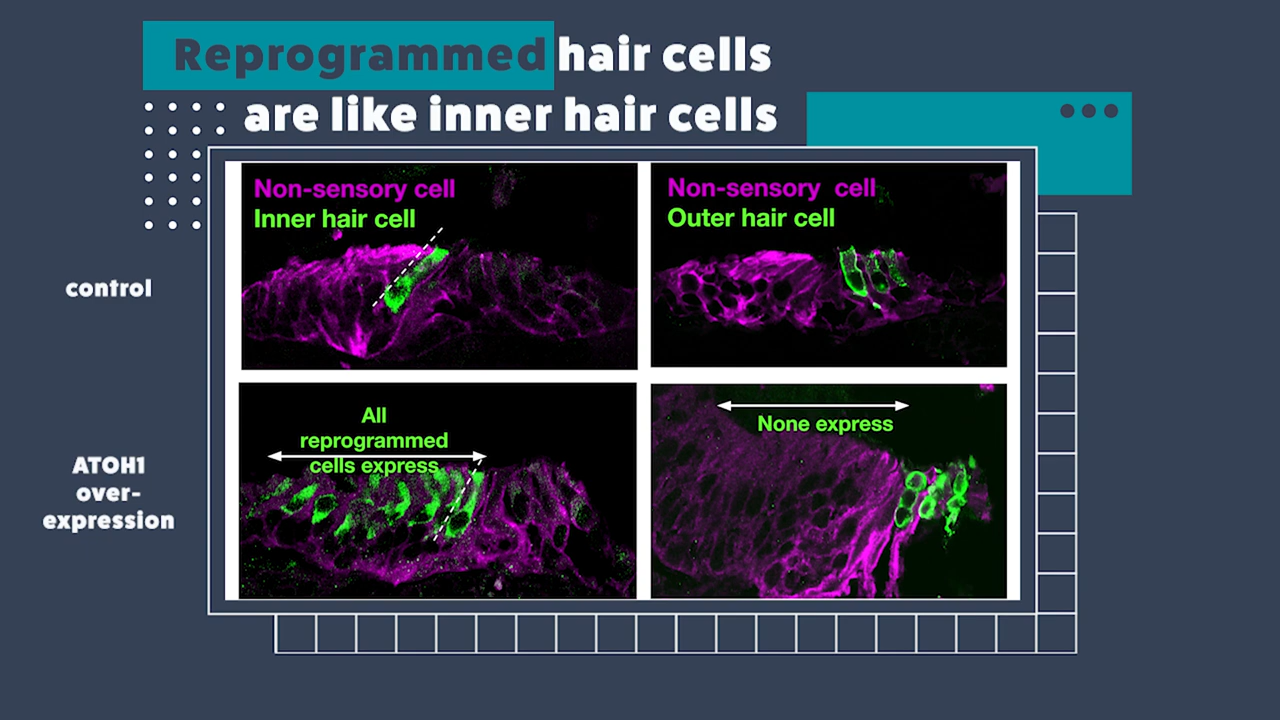 Reprogrammed hair cells
are like inner hair cells
Non-sensory cell
Inner hair cell
Non-sensory cell
Outer hair cell
control
All
reprogrammed
cells express
None express
ATOH1
over-
expression